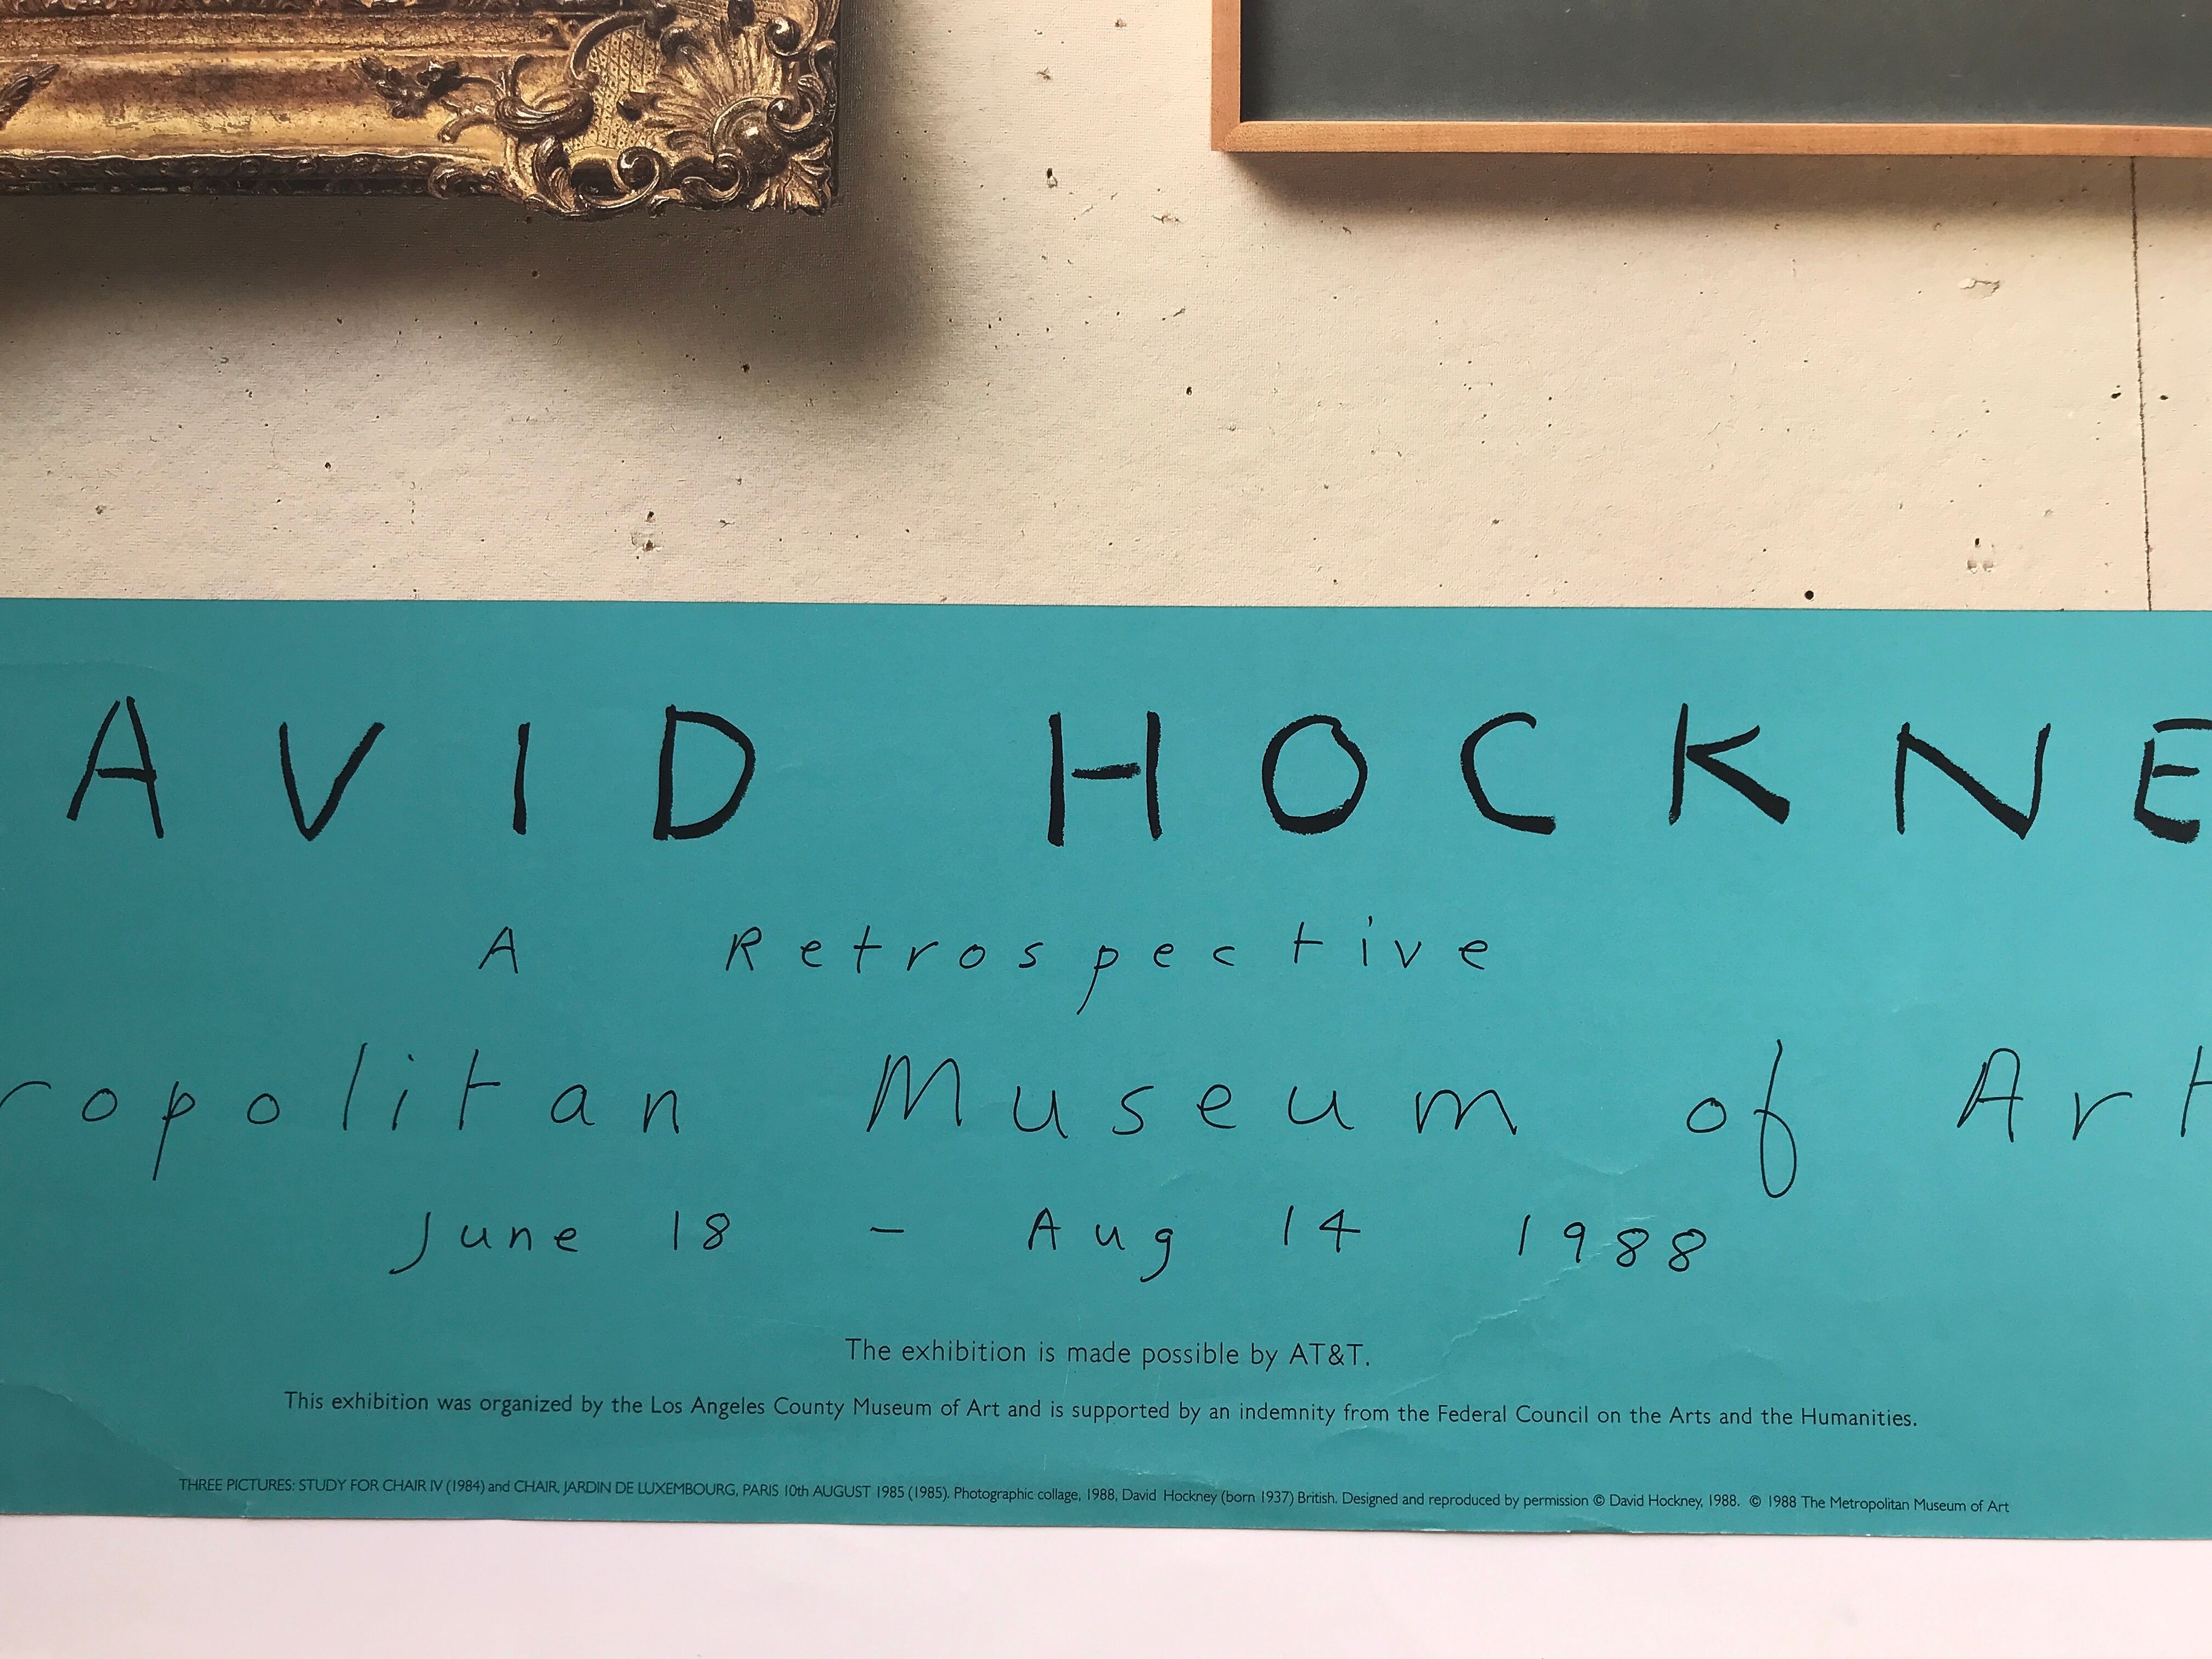 AVID HOCKNE
A Retrospective
ropolitan Museum of Art
June 18 - Aug 14 1988
The exhibition is made possible by AT&T.
This exhibition was organized by the Los Angeles County Museum of Art and is supported by an indemnity from the Federal Council on the Arts and the Humanities.
THREE PICTURES: STUDY FOR CHAIR IV (1984) and CHAIR, JARDIN DE LUXEMBOURG, PARIS 10th AUGUST 1985 (1985). Photographic collage, 1988, David Hockney (born 1937) British. Designed and reproduced by permission © David Hockney, 1988. © 1988 The Metropolitan Museum of Art